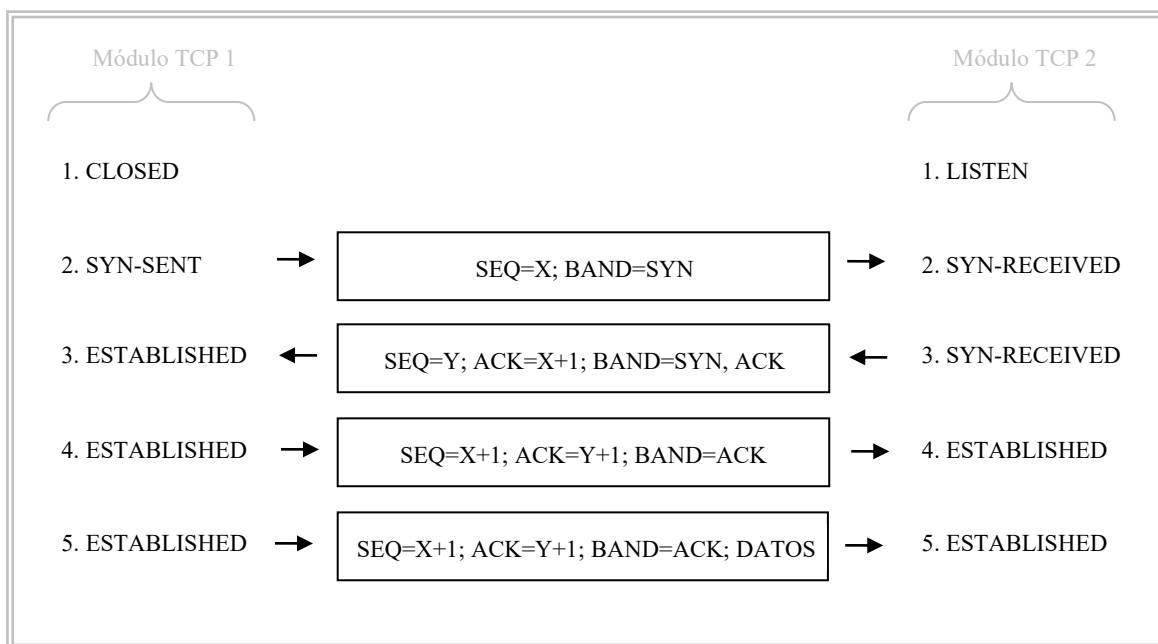 Módulo TCP 1
Módulo TCP 2
1. CLOSED
1. LISTEN
2. SYN-SENT
SEQ=X; BAND=SYN
2. SYN-RECEIVED
3. ESTABLISHED
SEQ=Y; ACK=X+1; BAND=SYN, ACK
3. SYN-RECEIVED
4. ESTABLISHED
SEQ=X+1; ACK=Y+1; BAND=ACK
4. ESTABLISHED
5. ESTABLISHED
SEQ=X+1; ACK=Y+1; BAND=ACK; DATOS
5. ESTABLISHED